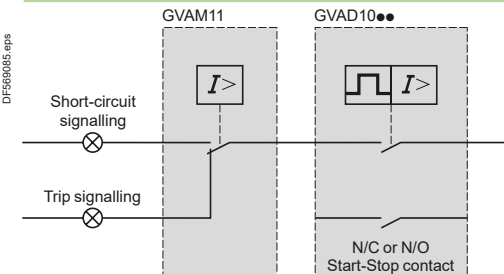 GVAM11
GVAD10●●
DF569085.eps
I>
I>
Short-circuit
signalling
Trip signalling
N/C or N/O
Start-Stop contact